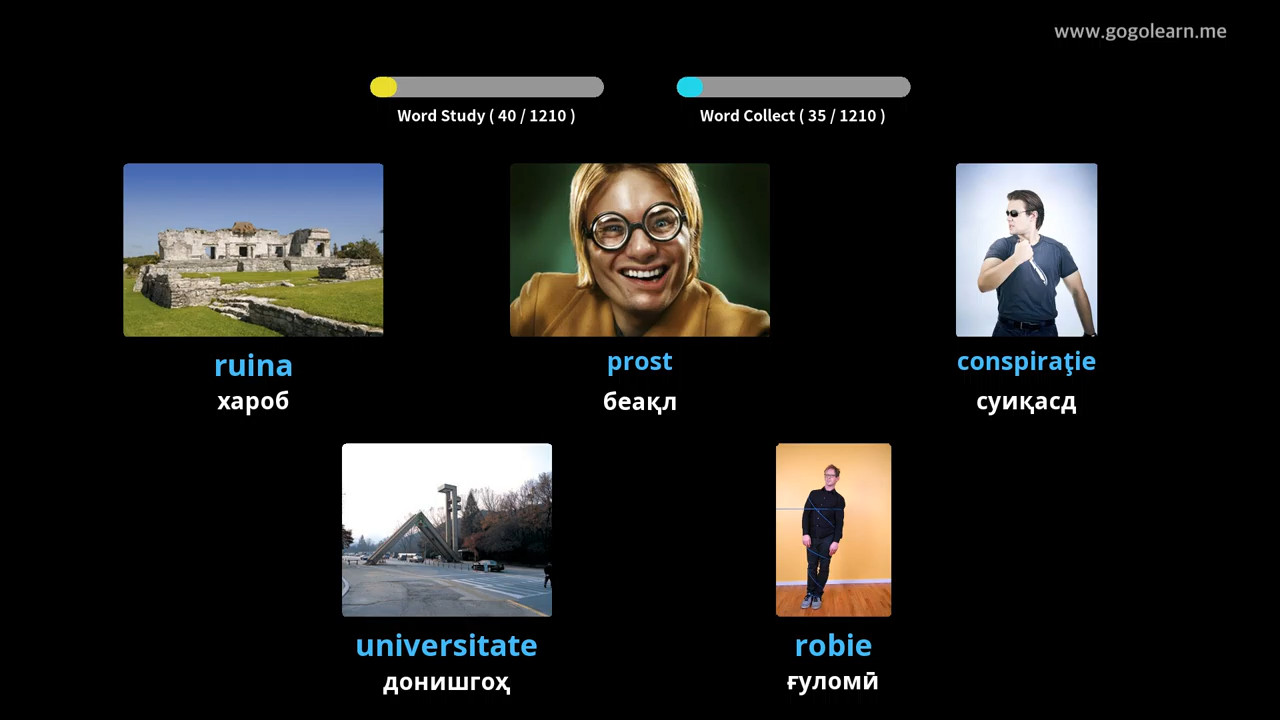 www.gogolearn.me
Word Study ( 40 / 1210 )
Word Collect ( 35 / 1210 )
ruina
хароб
prost
беақл
conspiraţie
суиқасд
universitate
донишгоҳ
robie
ғуломӣ